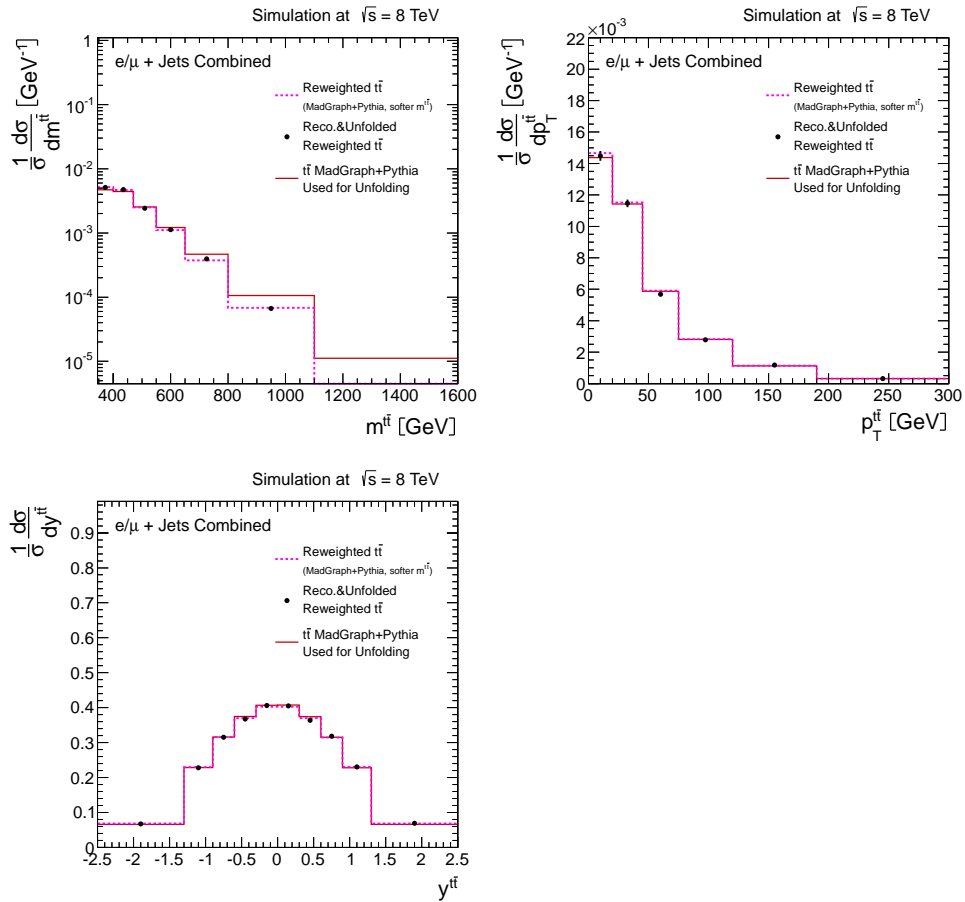 Simulation at √s = 8 TeV
1/σ dσ/dm^{tt̄} [GeV⁻¹]
e/μ + Jets Combined
Reweighted tt̄
(MadGraph+Pythia, softer m^{tt̄})
Reco.&Unfolded
Reweighted tt̄
tt̄ MadGraph+Pythia
Used for Unfolding
1
10⁻¹
10⁻²
10⁻³
10⁻⁴
10⁻⁵
400 600 800 1000 1200 1400 1600
m^{tt̄} [GeV]
Simulation at √s = 8 TeV
×10⁻³
1/σ dσ/dp_T^{tt̄} [GeV⁻¹]
e/μ + Jets Combined
Reweighted tt̄
(MadGraph+Pythia, softer m^{tt̄})
Reco.&Unfolded
Reweighted tt̄
tt̄ MadGraph+Pythia
Used for Unfolding
22
20
18
16
14
12
10
8
6
4
2
0
0 50 100 150 200 250 300
p_T^{tt̄} [GeV]
Simulation at √s = 8 TeV
1/σ dσ/dy^{tt̄}
e/μ + Jets Combined
Reweighted tt̄
(MadGraph+Pythia, softer m^{tt̄})
Reco.&Unfolded
Reweighted tt̄
tt̄ MadGraph+Pythia
Used for Unfolding
0.9
0.8
0.7
0.6
0.5
0.4
0.3
0.2
0.1
0
-2.5 -2 -1.5 -1 -0.5 0 0.5 1 1.5 2 2.5
y^{tt̄}